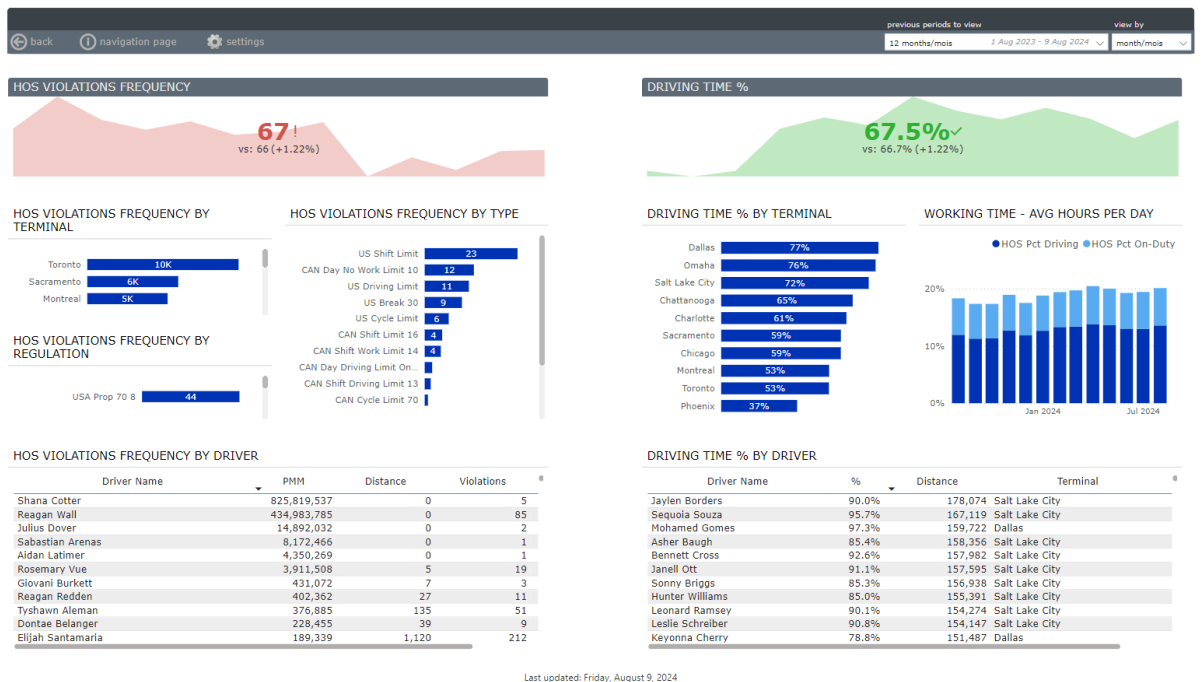 previous periods to view view by
back navigation page settings
12 months/mois 1 Aug 2023 - 9 Aug 2024 month/mois
HOS VIOLATIONS FREQUENCY
67!
vs: 66 (+1.22%)
HOS VIOLATIONS FREQUENCY BY
TERMINAL
Toronto 10K
Sacramento 6K
Montreal 5K
HOS VIOLATIONS FREQUENCY BY
REGULATION
USA Prop 70 8 44
HOS VIOLATIONS FREQUENCY BY TYPE
US Shift Limit 23
CAN Day No Work Limit 10 12
US Driving Limit 11
US Break 30 9
US Cycle Limit 6
CAN Shift Limit 16 4
CAN Shift Work Limit 14 4
CAN Day Driving Limit On...
CAN Shift Driving Limit 13
CAN Cycle Limit 70
HOS VIOLATIONS FREQUENCY BY DRIVER
Driver Name PMM Distance Violations
Shana Cotter 825,819,537 0 5
Reagan Wall 434,983,785 0 85
Julius Dover 14,892,032 0 2
Sabastian Arenas 8,172,466 0 1
Aidan Latimer 4,350,269 0 1
Rosemary Vue 3,911,508 5 19
Giovani Burkett 431,072 7 3
Reagan Redden 402,362 27 11
Tyshawn Aleman 376,885 135 51
Dontae Belanger 228,455 39 9
Elijah Santamaria 189,339 1,120 212
DRIVING TIME %
67.5%
vs: 66.7% (+1.22%)
DRIVING TIME % BY TERMINAL
Dallas 77%
Omaha 76%
Salt Lake City 72%
Chattanooga 65%
Charlotte 61%
Sacramento 59%
Chicago 59%
Montreal 53%
Toronto 53%
Phoenix 37%
WORKING TIME - AVG HOURS PER DAY
HOS Pct Driving HOS Pct On-Duty
20%
10%
0%
Jan 2024 Jul 2024
DRIVING TIME % BY DRIVER
Driver Name % Distance Terminal
Jaylen Borders 90.0% 178,074 Salt Lake City
Sequoia Souza 95.7% 167,119 Salt Lake City
Mohamed Gomes 97.3% 159,722 Dallas
Asher Baugh 85.4% 158,356 Salt Lake City
Bennett Cross 92.6% 157,982 Salt Lake City
Janell Ott 91.1% 157,595 Salt Lake City
Sonny Briggs 85.3% 156,938 Salt Lake City
Hunter Williams 85.0% 155,391 Salt Lake City
Leonard Ramsey 90.1% 154,274 Salt Lake City
Leslie Schreiber 90.8% 154,147 Salt Lake City
Keyonna Cherry 78.8% 151,487 Dallas
Last updated: Friday, August 9, 2024